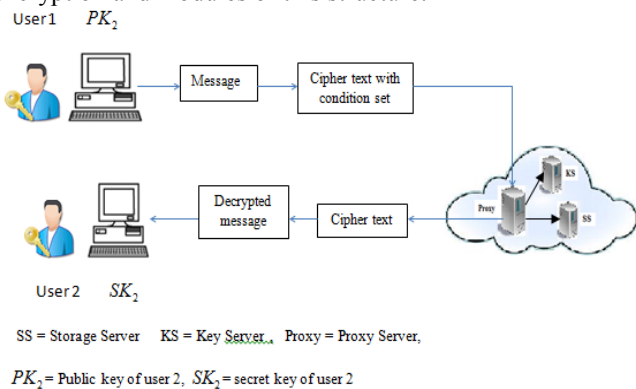 User1 PK₂
Message
Cipher text with
condition set
KS
Proxy
SS
Decrypted
message
Cipher text
User2 SK₂
SS = Storage Server KS = Key Server, Proxy = Proxy Server,
PK₂ = Public key of user 2, SK₂ = secret key of user 2